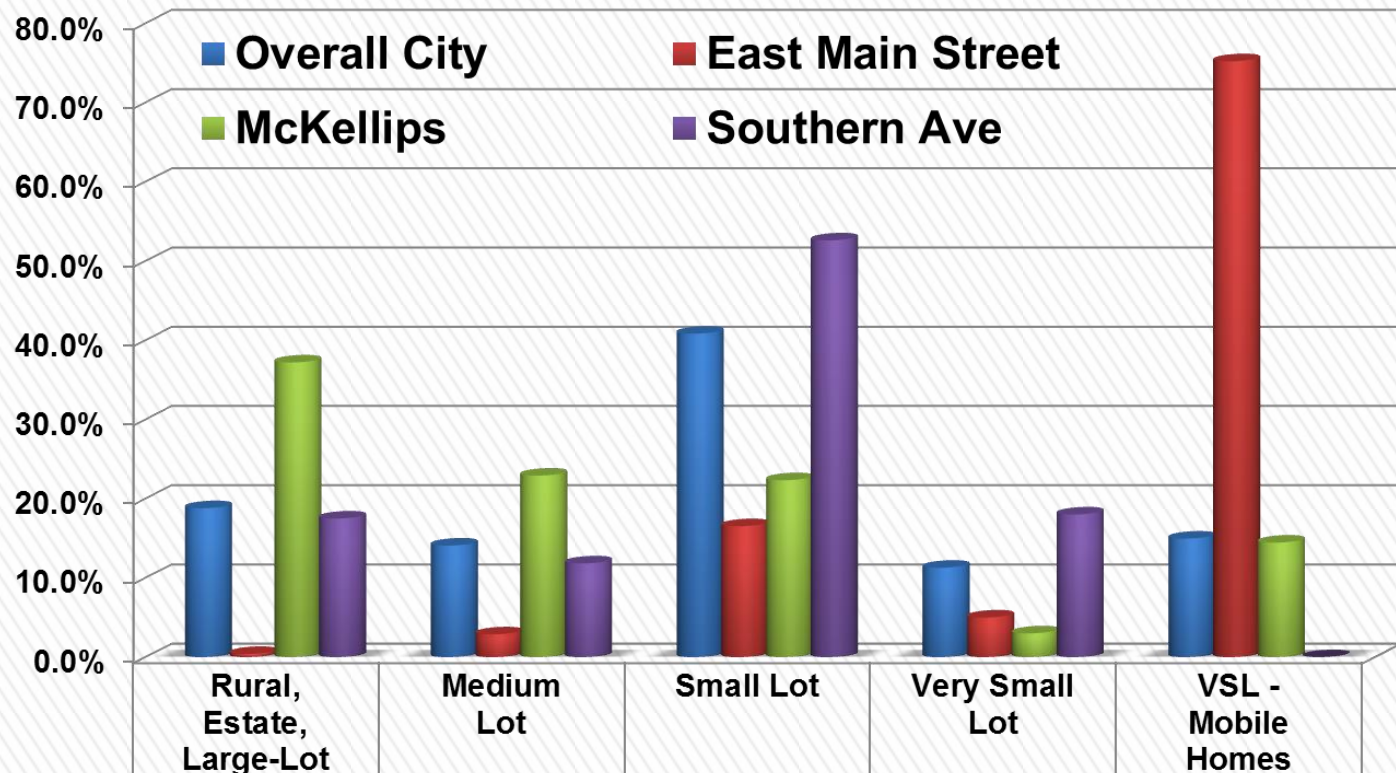 80.0%
70.0%
60.0%
50.0%
40.0%
30.0%
20.0%
10.0%
0.0%
Overall City
East Main Street
McKellips
Southern Ave
Rural,
Estate,
Large-Lot
Medium
Lot
Small Lot
Very Small
Lot
VSL -
Mobile
Homes